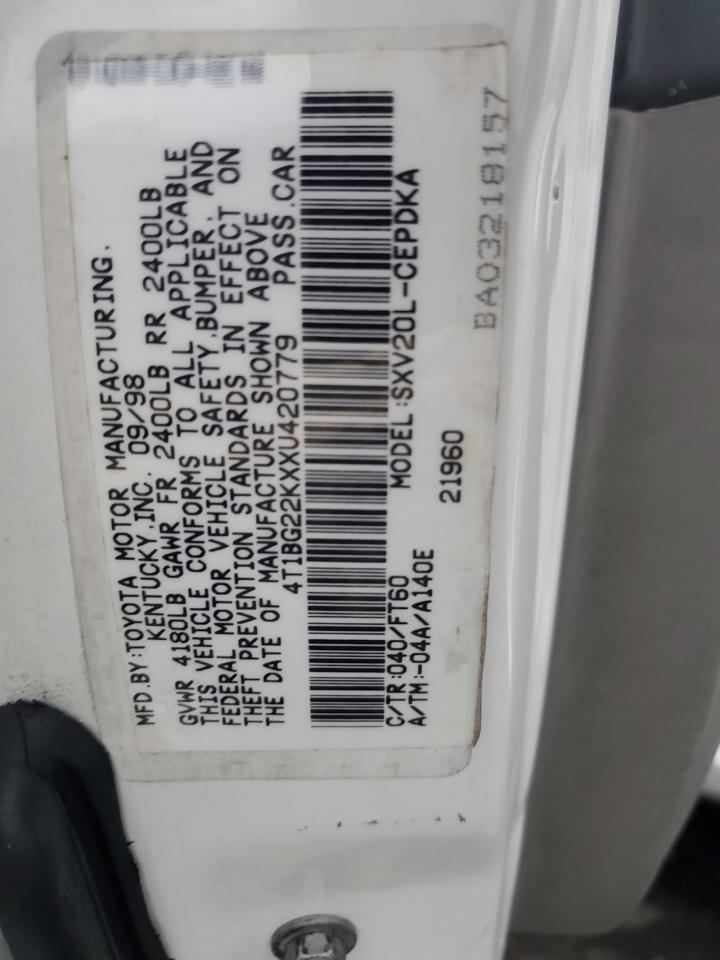 MFD.BY:TOYOTA MOTOR MANUFACTURING.
KENTUCKY,INC. 09/98
GVWR 4180LB GAWR FR 2400LB RR 2400LB
THIS VEHICLE CONFORMS TO ALL APPLICABLE
FEDERAL MOTOR VEHICLE SAFETY,BUMPER, AND
THEFT PREVENTION STANDARDS IN EFFECT ON
THE DATE OF MANUFACTURE SHOWN ABOVE
4T1BG22KXXU420779 PASS.CAR
C/TR:040/FT60 MODEL:SXV20L-CEPDKA
A/TM:-04A/A140E 21960
BA03218157